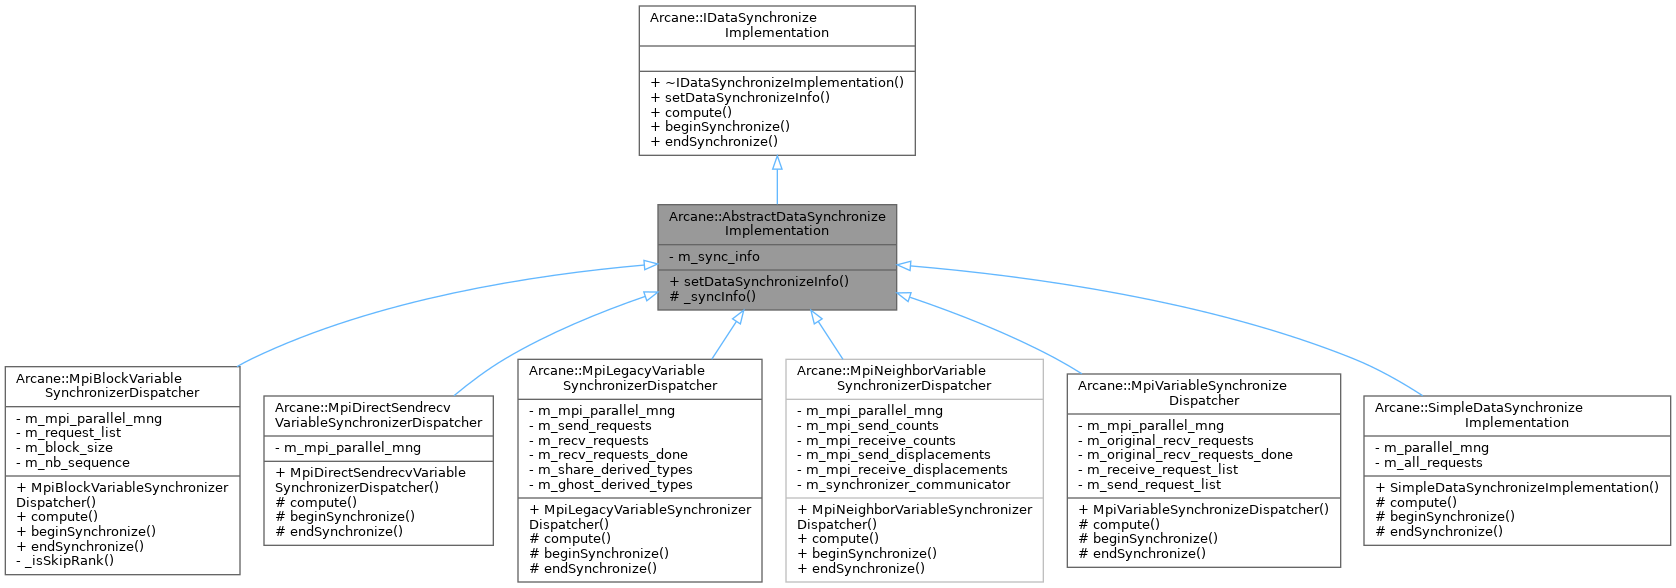 Arcane::IDataSynchronize
Implementation
+ ~IDataSynchronizeImplementation()
+ setDataSynchronizeInfo()
+ compute()
+ beginSynchronize()
+ endSynchronize()
Arcane::AbstractDataSynchronize
Implementation
- m_sync_info
+ setDataSynchronizeInfo()
# _syncInfo()
Arcane::MpiBlockVariable
SynchronizerDispatcher
- m_mpi_parallel_mng
- m_request_list
- m_block_size
- m_nb_sequence
+ MpiBlockVariableSynchronizer
Dispatcher()
+ compute()
+ beginSynchronize()
+ endSynchronize()
- _isSkipRank()
Arcane::MpiDirectSendrecv
VariableSynchronizerDispatcher
- m_mpi_parallel_mng
+ MpiDirectSendrecvVariable
SynchronizerDispatcher()
# compute()
# beginSynchronize()
# endSynchronize()
Arcane::MpiLegacyVariable
SynchronizerDispatcher
- m_mpi_parallel_mng
- m_send_requests
- m_recv_requests
- m_recv_requests_done
- m_share_derived_types
- m_ghost_derived_types
+ MpiLegacyVariableSynchronizer
Dispatcher()
# compute()
# beginSynchronize()
# endSynchronize()
Arcane::MpiNeighborVariable
SynchronizerDispatcher
- m_mpi_parallel_mng
- m_mpi_send_counts
- m_mpi_receive_counts
- m_mpi_send_displacements
- m_mpi_receive_displacements
- m_synchronizer_communicator
+ MpiNeighborVariableSynchronizer
Dispatcher()
+ compute()
+ beginSynchronize()
+ endSynchronize()
Arcane::MpiVariableSynchronize
Dispatcher
- m_mpi_parallel_mng
- m_original_recv_requests
- m_original_recv_requests_done
- m_receive_request_list
- m_send_request_list
+ MpiVariableSynchronizeDispatcher()
# compute()
# beginSynchronize()
# endSynchronize()
Arcane::SimpleDataSynchronize
Implementation
- m_parallel_mng
- m_all_requests
+ SimpleDataSynchronizeImplementation()
# compute()
# beginSynchronize()
# endSynchronize()